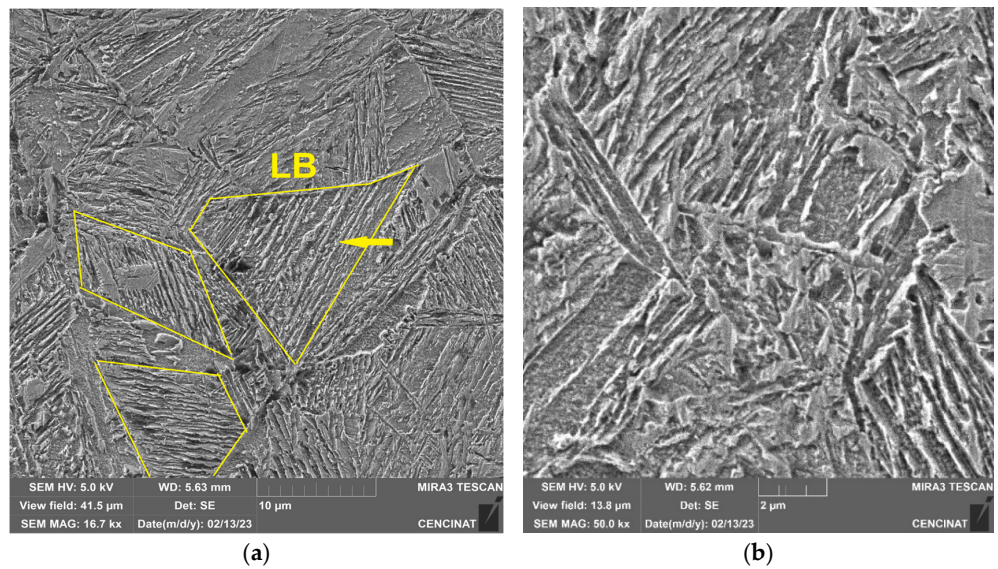 LB
SEM HV: 5.0 kV WD: 5.63 mm MIRA3 TESCAN
View field: 41.5 µm Det: SE 10 µm
SEM MAG: 16.7 kx Date(m/d/y): 02/13/23 CENCINAT
(a)
SEM HV: 5.0 kV WD: 5.62 mm MIRA3 TESCAN
View field: 13.8 µm Det: SE 2 µm
SEM MAG: 50.0 kx Date(m/d/y): 02/13/23 CENCINAT
(b)